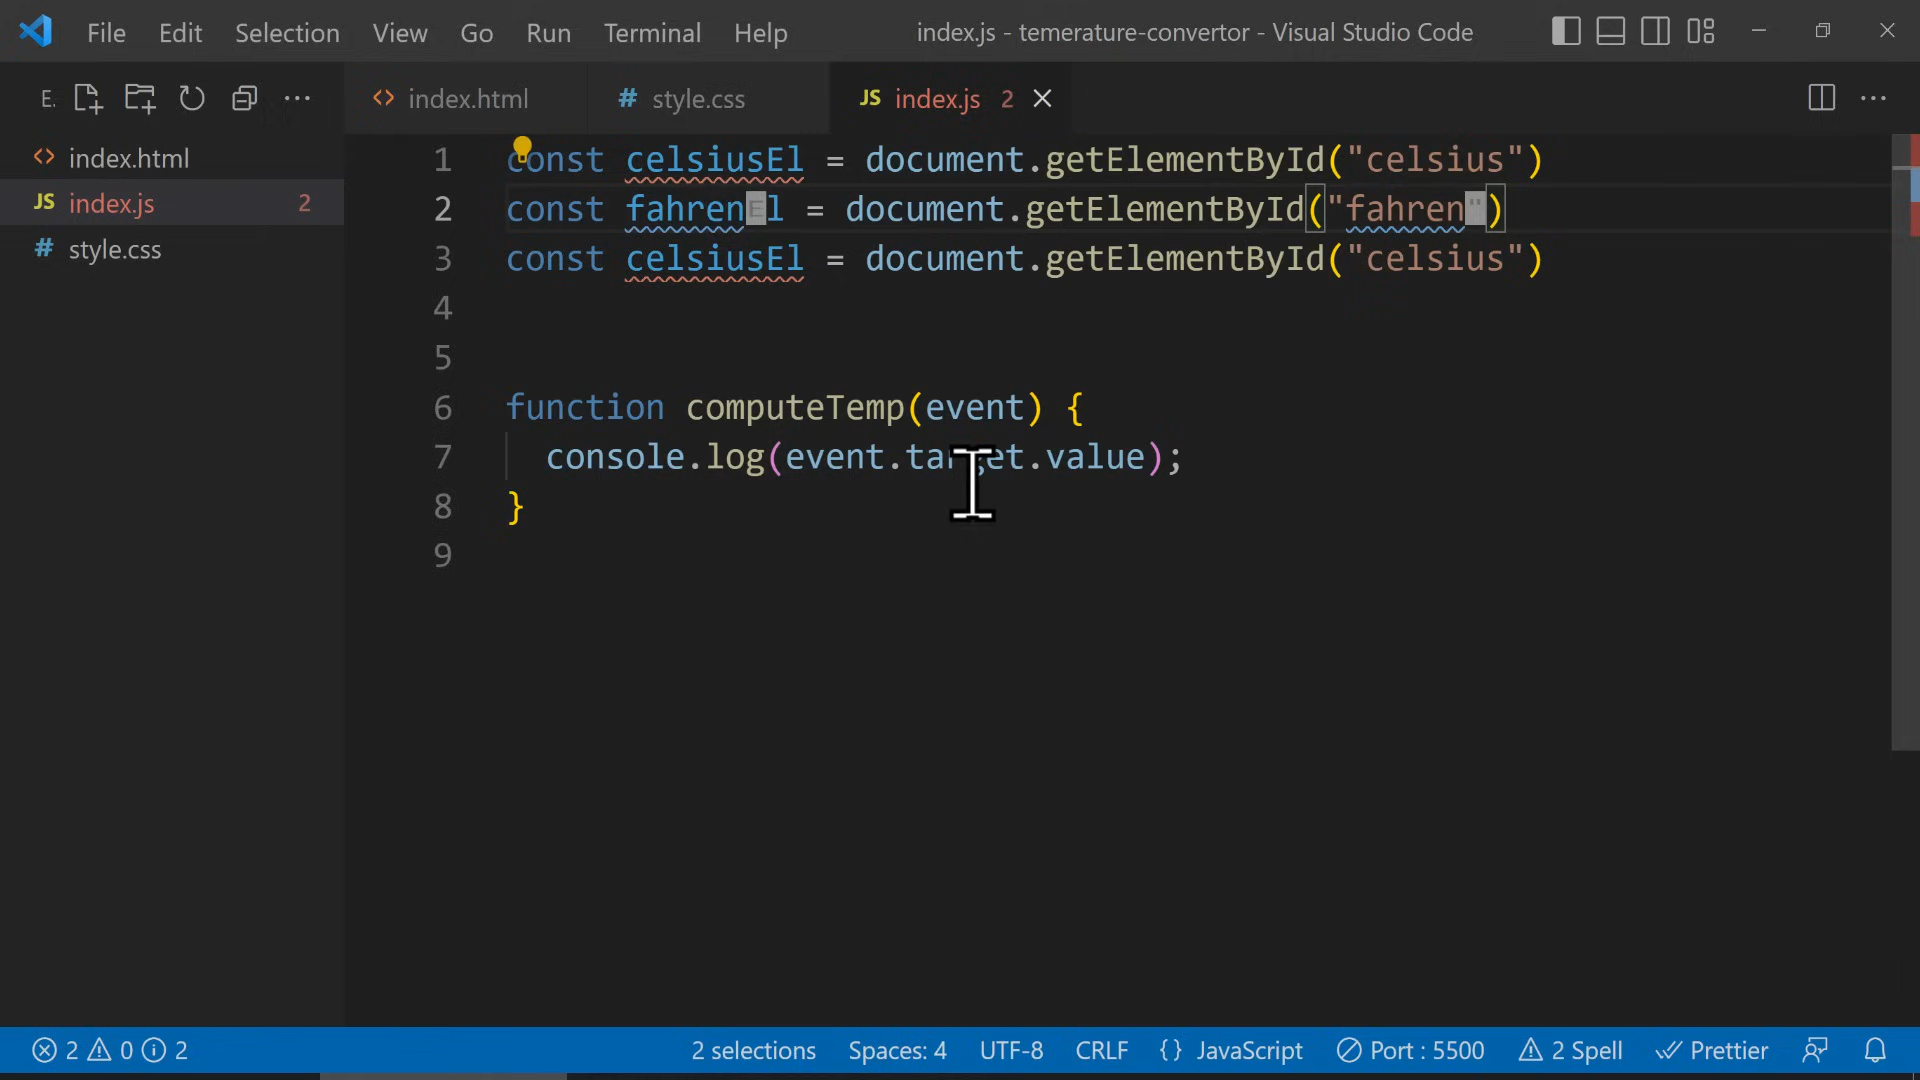 File Edit Selection View Go Run Terminal Help index.js - temerature-convertor - Visual Studio Code
E.
index.html
JS index.js 2
# style.css
<> index.html # style.css JS index.js 2
1 const celsiusEl = document.getElementById("celsius")
2 const fahrenEl = document.getElementById("fahren")
3 const celsiusEl = document.getElementById("celsius")
4
5
6 function computeTemp(event) {
7 console.log(event.target.value);
8 }
9
2 0 2 2 selections Spaces: 4 UTF-8 CRLF {} JavaScript Port : 5500 2 Spell Prettier